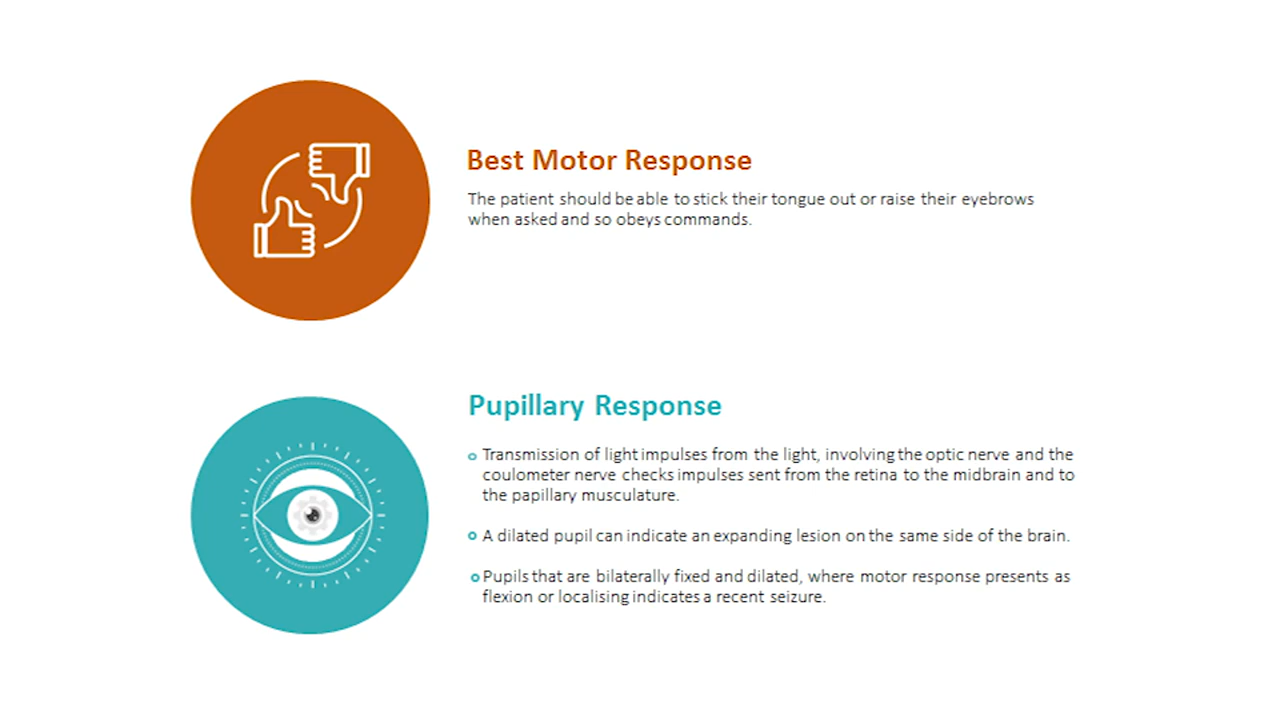 Best Motor Response
The patient should be able to stick their tongue out or raise their eyebrows
when asked and so obeys commands.
Pupillary Response
Transmission of light impulses from the light, involving the optic nerve and the
coulometer nerve checks impulses sent from the retina to the midbrain and to
the papillary musculature.
A dilated pupil can indicate an expanding lesion on the same side of the brain.
Pupils that are bilaterally fixed and dilated, where motor response presents as
flexion or localising indicates a recent seizure.